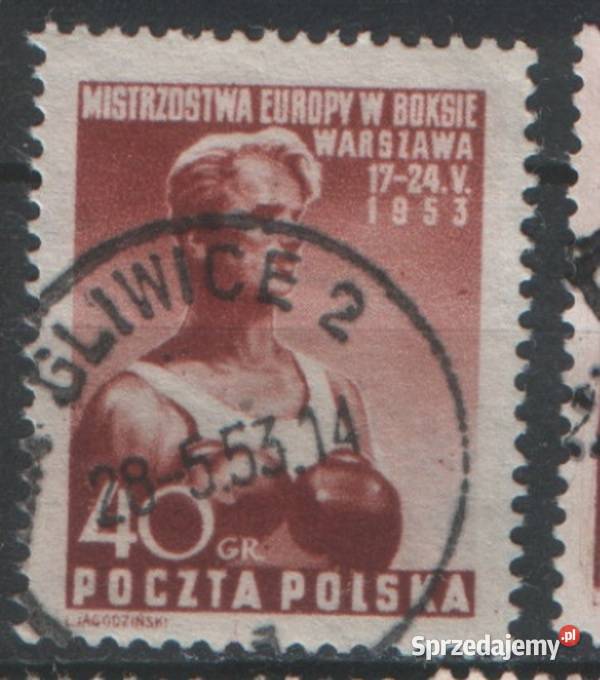 MISTRZOSTWA EUROPY W BOKSIE
WARSZAWA
17-24.V.
1953
GLIWICE 2
28-5.53.14
40 GR.
POCZTA POLSKA
Ł.JAGODZIŃSKI
a
Sprzedajemy.pl